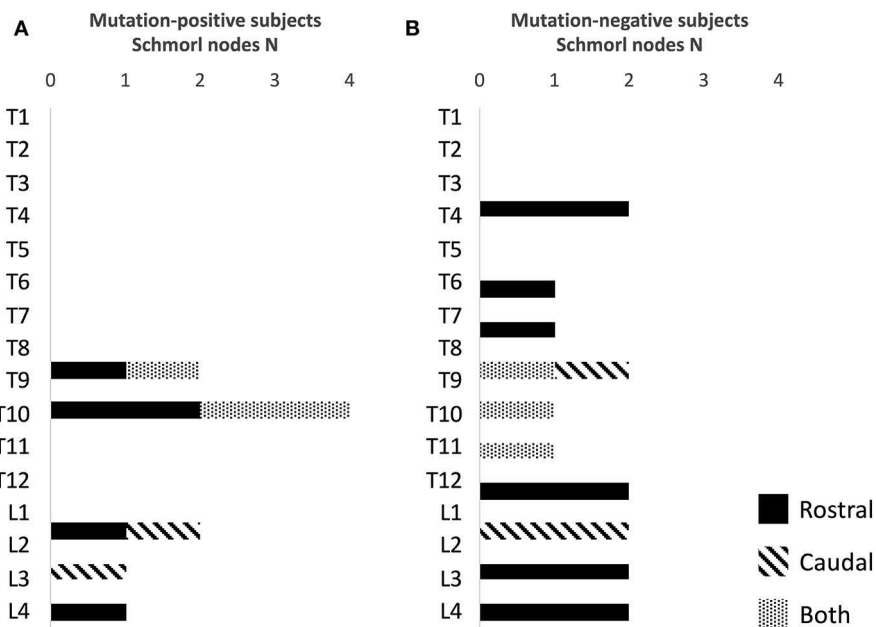 A
Mutation-positive subjects
Schmorl nodes N
0 1 2 3 4
T1
T2
T3
T4
T5
T6
T7
T8
T9
T10
T11
T12
L1
L2
L3
L4
B
Mutation-negative subjects
Schmorl nodes N
0 1 2 3 4
T1
T2
T3
T4
T5
T6
T7
T8
T9
T10
T11
T12
L1
L2
L3
L4
Rostral
Caudal
Both